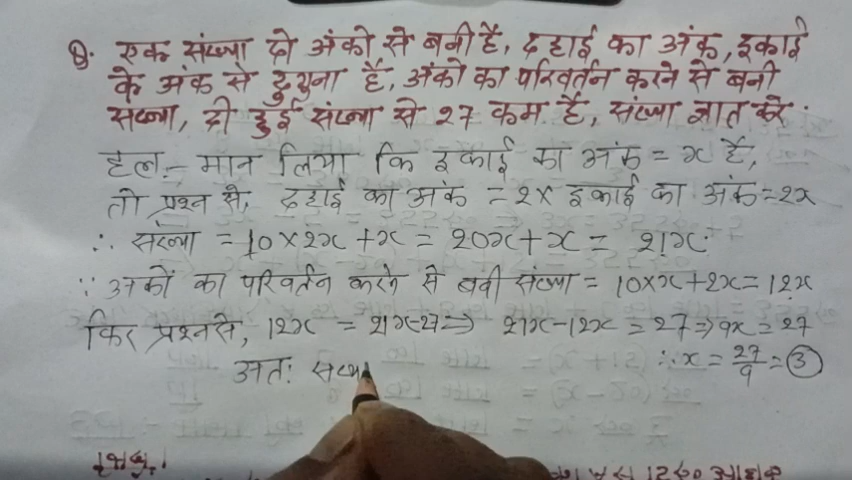 Q. एक संख्या दो अंको से बनी है, दहाई का अंक, इकाई
के अंक से दुगुना है, अंको का परिवर्तन करने से बनी
संख्या, दी हुई संख्या से 27 कम है, संख्या ज्ञात करे.
हल:- मान लिया कि इकाई का अंक = x है,
तो प्रश्न से, दहाई का अंक = 2x इकाई का अंक = 2x
∴ संख्या = 10×2x + x = 20x + x = 21x.
∵ अंकों का परिवर्तन करने से बनी संख्या = 10×x + 2x = 12x
फिर प्रश्न से, 12x = 21x-27 ⇒ 21x-12x = 27 ⇒ 9x = 27
∴ x = 27/9 = 3
अतः संख्या